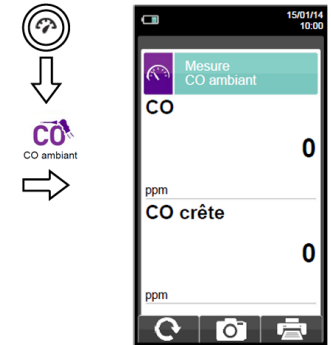 CO
CO ambiant
15/01/14
10:00
Mesure
CO ambiant
CO
0
ppm
CO crête
0
ppm